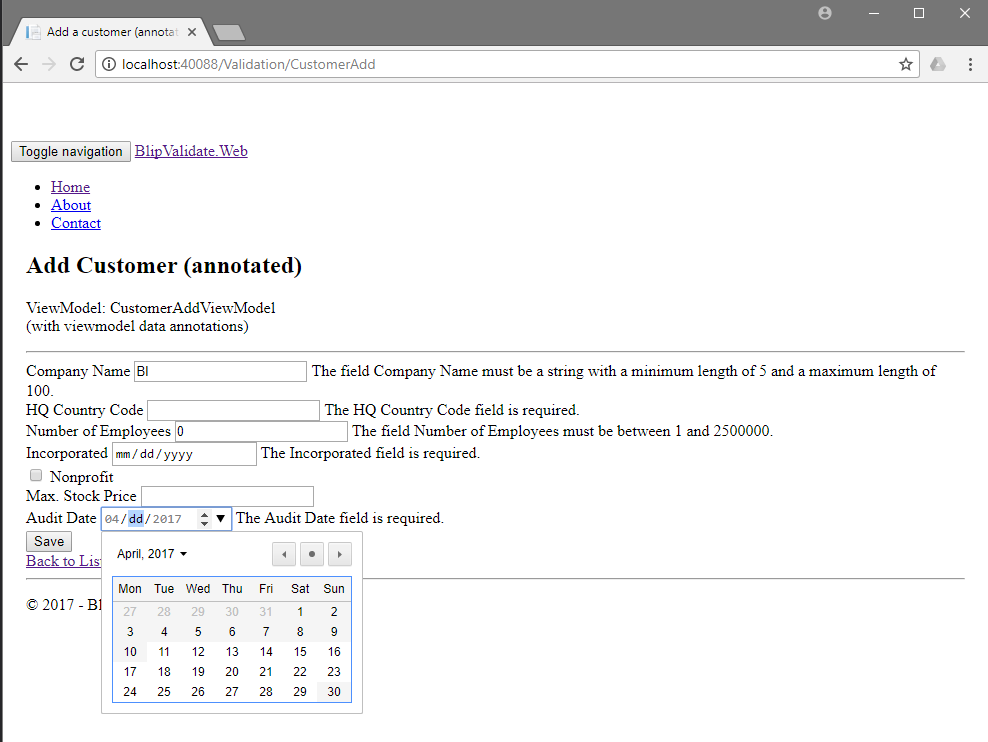 Add a customer (annotat
localhost:40088/Validation/CustomerAdd
Toggle navigation BlipValidate.Web
Home
About
Contact
Add Customer (annotated)
ViewModel: CustomerAddViewModel
(with viewmodel data annotations)
Company Name Bl The field Company Name must be a string with a minimum length of 5 and a maximum length of
100.
HQ Country Code The HQ Country Code field is required.
Number of Employees 0 The field Number of Employees must be between 1 and 2500000.
Incorporated mm/dd/yyyy The Incorporated field is required.
Nonprofit
Max. Stock Price
Audit Date 04/dd/2017 The Audit Date field is required.
Save
Back to List
© 2017 - Bl
April, 2017
Mon Tue Wed Thu Fri Sat Sun
27 28 29 30 31 1 2
3 4 5 6 7 8 9
10 11 12 13 14 15 16
17 18 19 20 21 22 23
24 25 26 27 28 29 30